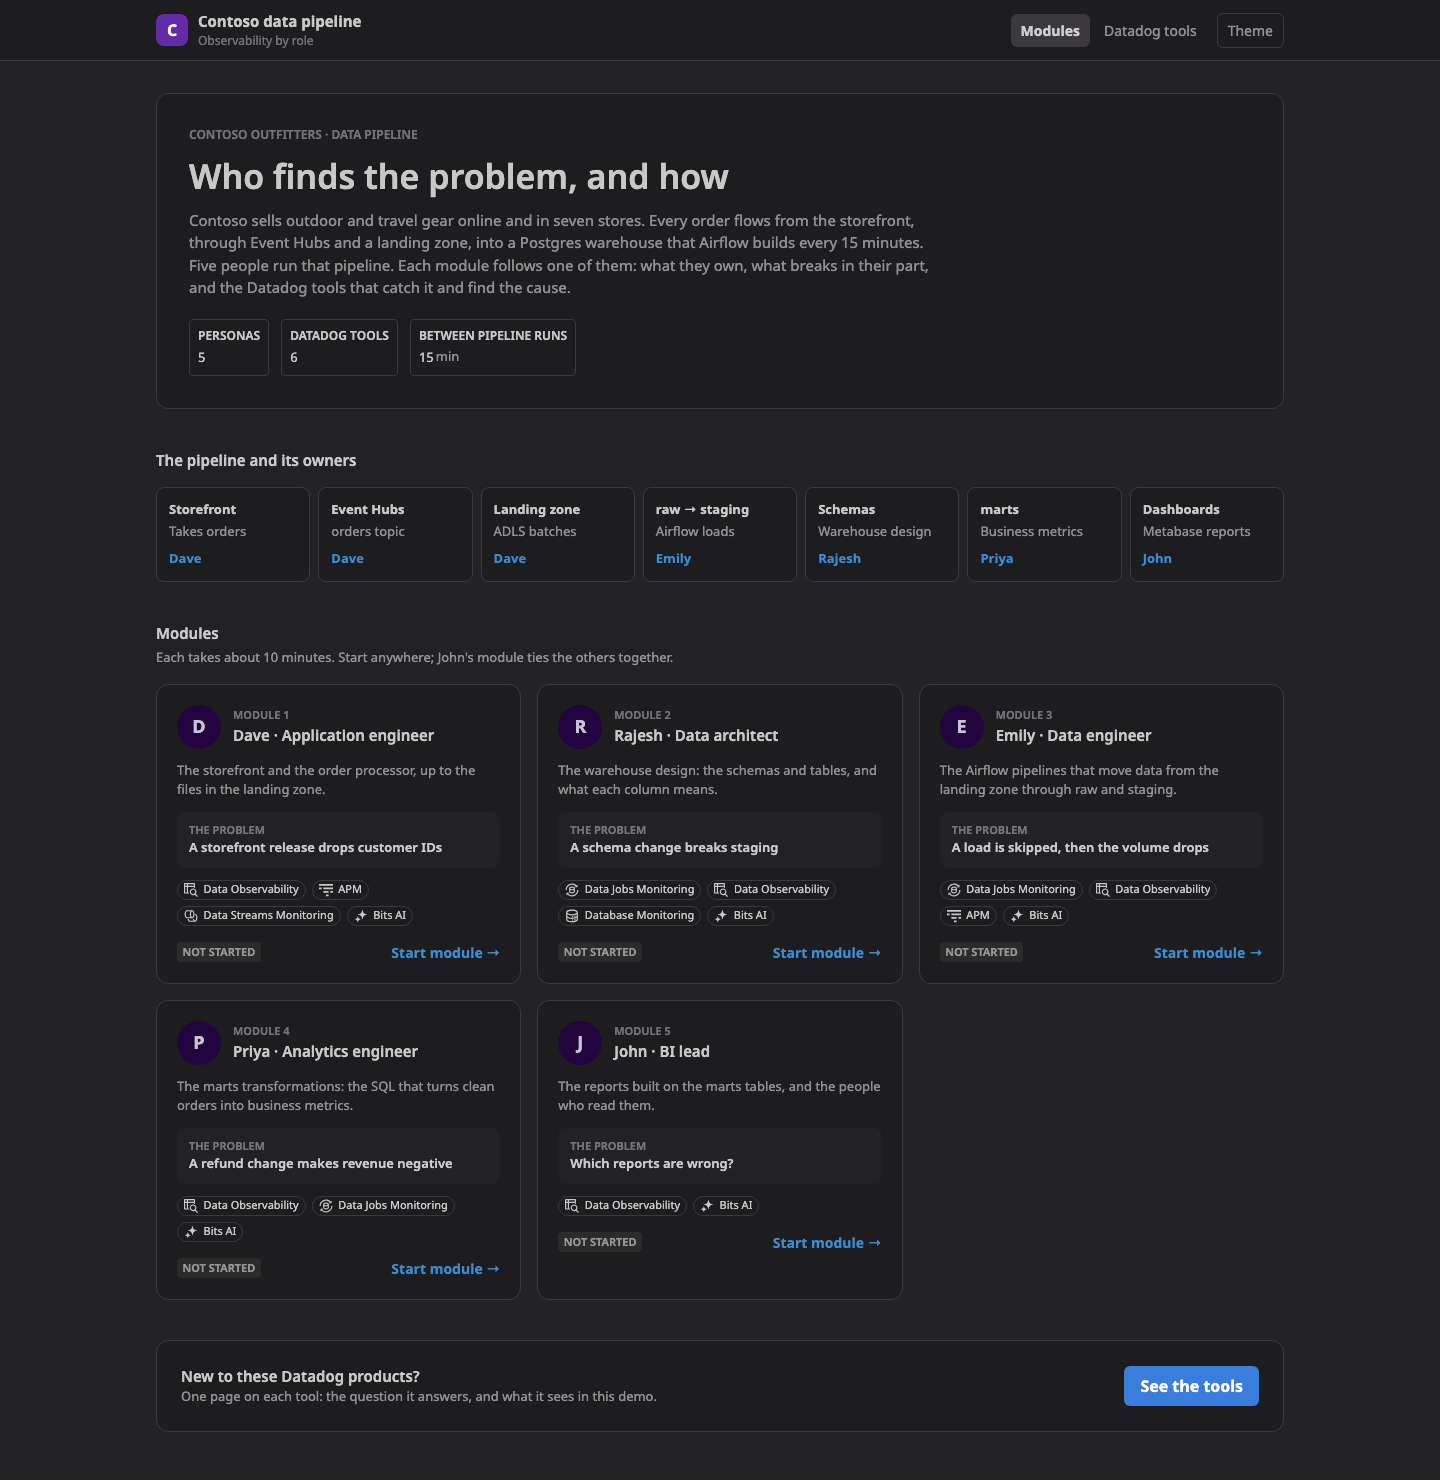 C
Contoso data pipeline
Observability by role
Modules
Datadog tools
Theme
CONTOSO OUTFITTERS · DATA PIPELINE
Who finds the problem, and how
Contoso sells outdoor and travel gear online and in seven stores. Every order flows from the storefront,
through Event Hubs and a landing zone, into a Postgres warehouse that Airflow builds every 15 minutes.
Five people run that pipeline. Each module follows one of them: what they own, what breaks in their part,
and the Datadog tools that catch it and find the cause.
PERSONAS
5
DATADOG TOOLS
6
BETWEEN PIPELINE RUNS
15 min
The pipeline and its owners
Storefront
Takes orders
Dave
Event Hubs
orders topic
Dave
Landing zone
ADLS batches
Dave
raw → staging
Airflow loads
Emily
Schemas
Warehouse design
Rajesh
marts
Business metrics
Priya
Dashboards
Metabase reports
John
Modules
Each takes about 10 minutes. Start anywhere; John's module ties the others together.
D
MODULE 1
Dave · Application engineer
The storefront and the order processor, up to the
files in the landing zone.
THE PROBLEM
A storefront release drops customer IDs
Data Observability
APM
Data Streams Monitoring
Bits AI
NOT STARTED
Start module →
R
MODULE 2
Rajesh · Data architect
The warehouse design: the schemas and tables, and
what each column means.
THE PROBLEM
A schema change breaks staging
Data Jobs Monitoring
Data Observability
Database Monitoring
Bits AI
NOT STARTED
Start module →
E
MODULE 3
Emily · Data engineer
The Airflow pipelines that move data from the
landing zone through raw and staging.
THE PROBLEM
A load is skipped, then the volume drops
Data Jobs Monitoring
Data Observability
APM
Bits AI
NOT STARTED
Start module →
P
MODULE 4
Priya · Analytics engineer
The marts transformations: the SQL that turns clean
orders into business metrics.
THE PROBLEM
A refund change makes revenue negative
Data Observability
Data Jobs Monitoring
Bits AI
NOT STARTED
Start module →
J
MODULE 5
John · BI lead
The reports built on the marts tables, and the people
who read them.
THE PROBLEM
Which reports are wrong?
Data Observability
Bits AI
NOT STARTED
Start module →
New to these Datadog products?
One page on each tool: the question it answers, and what it sees in this demo.
See the tools